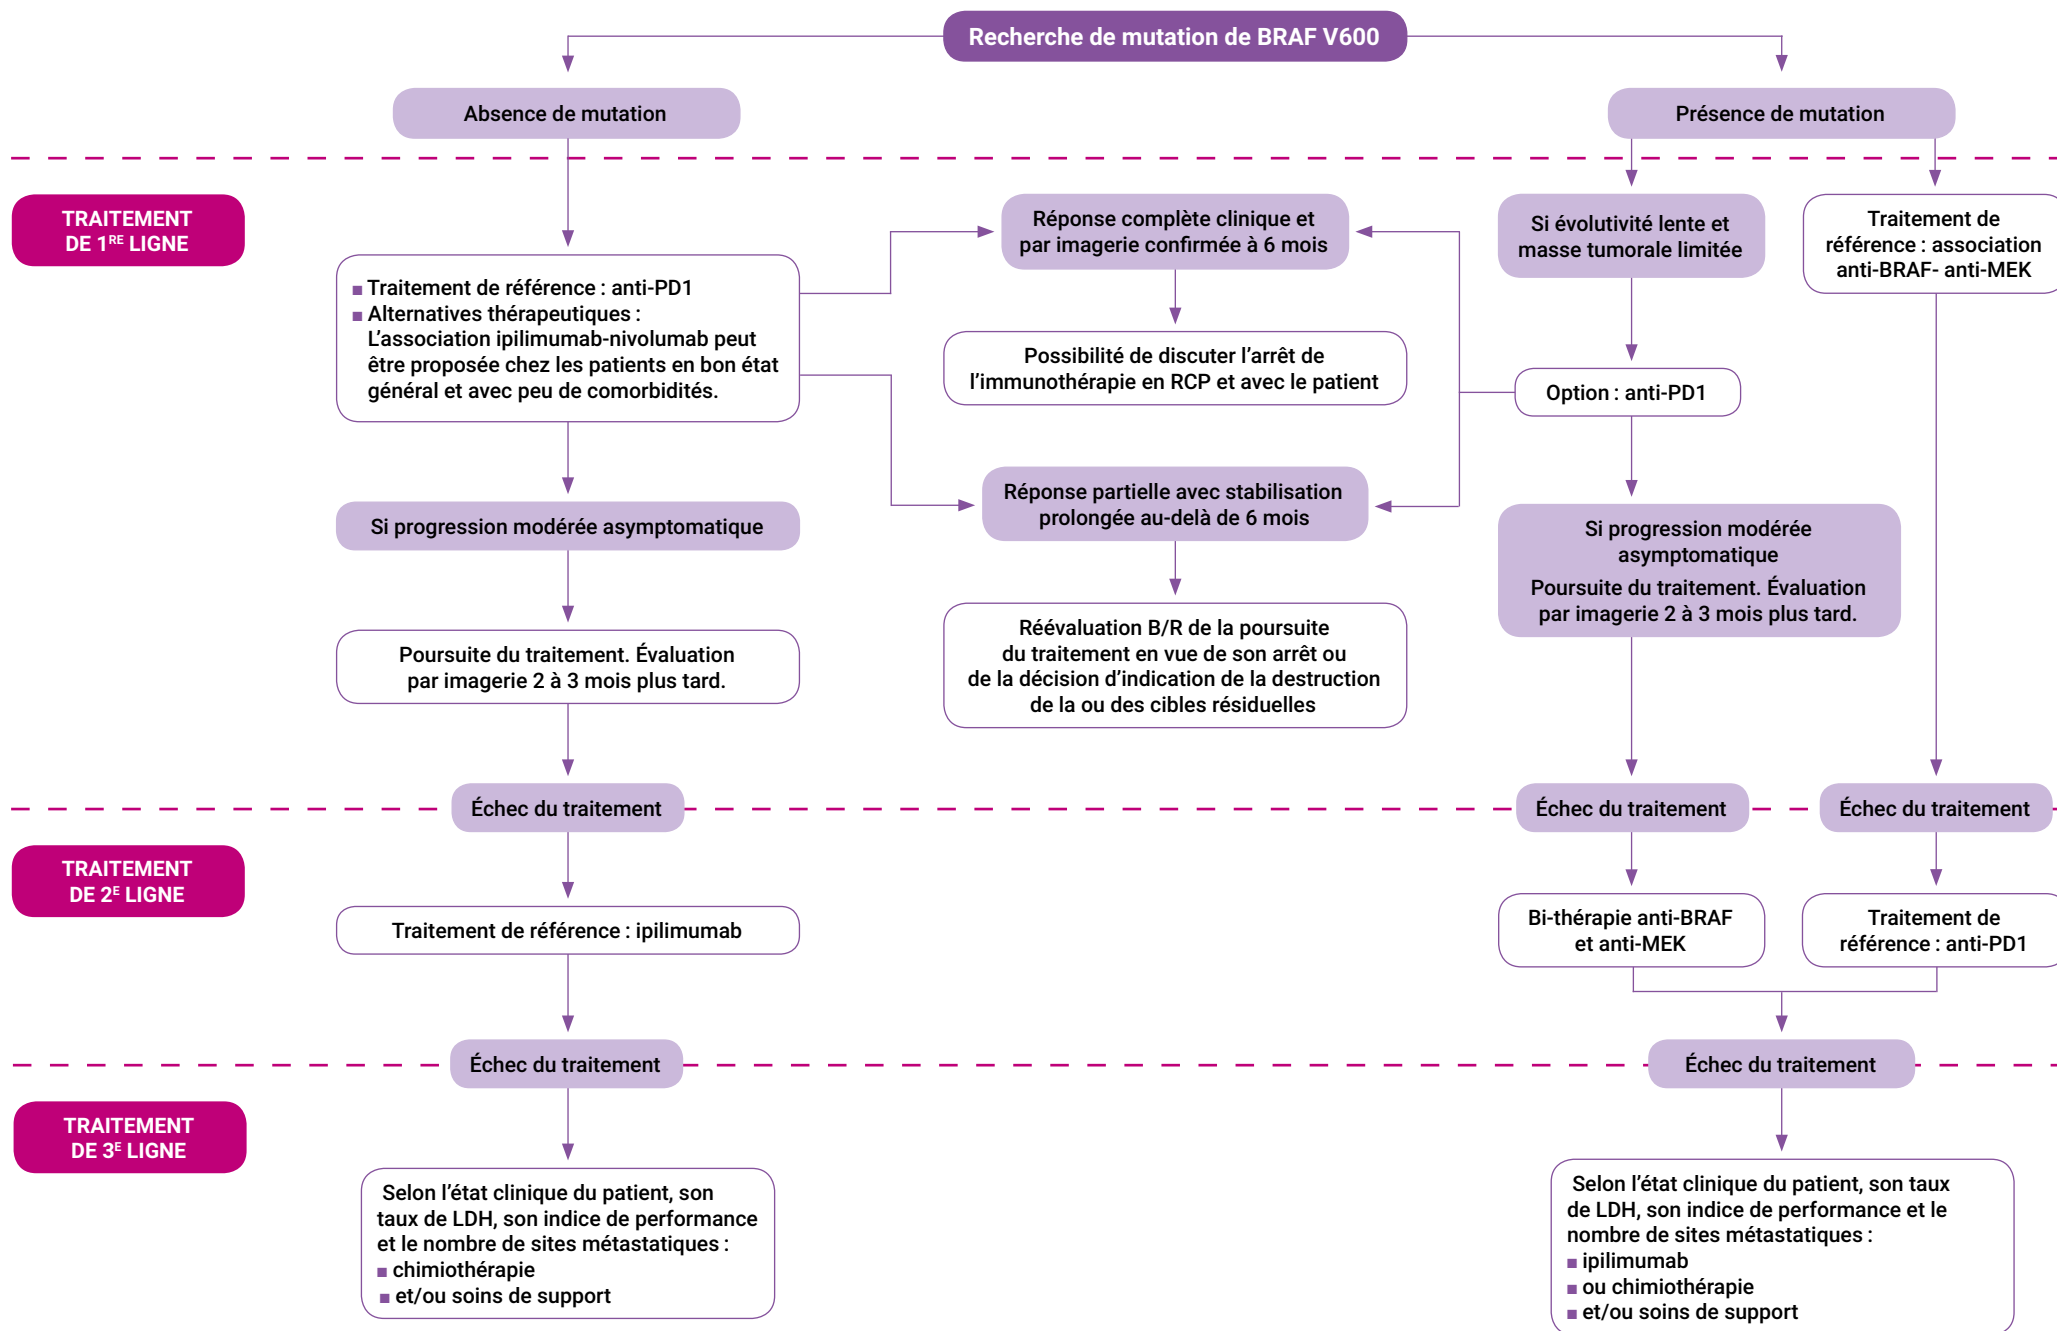 Recherche de mutation de BRAF V600
Absence de mutation
Présence de mutation
TRAITEMENT
DE 1RE LIGNE
■ Traitement de référence : anti-PD1
■ Alternatives thérapeutiques :
L’association ipilimumab-nivolumab peut
être proposée chez les patients en bon état
général et avec peu de comorbidités.
Réponse complète clinique et
par imagerie confirmée à 6 mois
Possibilité de discuter l’arrêt de
l’immunothérapie en RCP et avec le patient
Si évolutivité lente et
masse tumorale limitée
Traitement de
référence : association
anti-BRAF- anti-MEK
Option : anti-PD1
Si progression modérée asymptomatique
Réponse partielle avec stabilisation
prolongée au-delà de 6 mois
Si progression modérée
asymptomatique
Poursuite du traitement. Évaluation
par imagerie 2 à 3 mois plus tard.
Poursuite du traitement. Évaluation
par imagerie 2 à 3 mois plus tard.
Réévaluation B/R de la poursuite
du traitement en vue de son arrêt ou
de la décision d’indication de la destruction
de la ou des cibles résiduelles
Échec du traitement
Échec du traitement
Échec du traitement
TRAITEMENT
DE 2E LIGNE
Traitement de référence : ipilimumab
Bi-thérapie anti-BRAF
et anti-MEK
Traitement de
référence : anti-PD1
Échec du traitement
Échec du traitement
TRAITEMENT
DE 3E LIGNE
Selon l’état clinique du patient, son
taux de LDH, son indice de performance
et le nombre de sites métastatiques :
■ chimiothérapie
■ et/ou soins de support
Selon l’état clinique du patient, son taux
de LDH, son indice de performance et le
nombre de sites métastatiques :
■ ipilimumab
■ ou chimiothérapie
■ et/ou soins de support